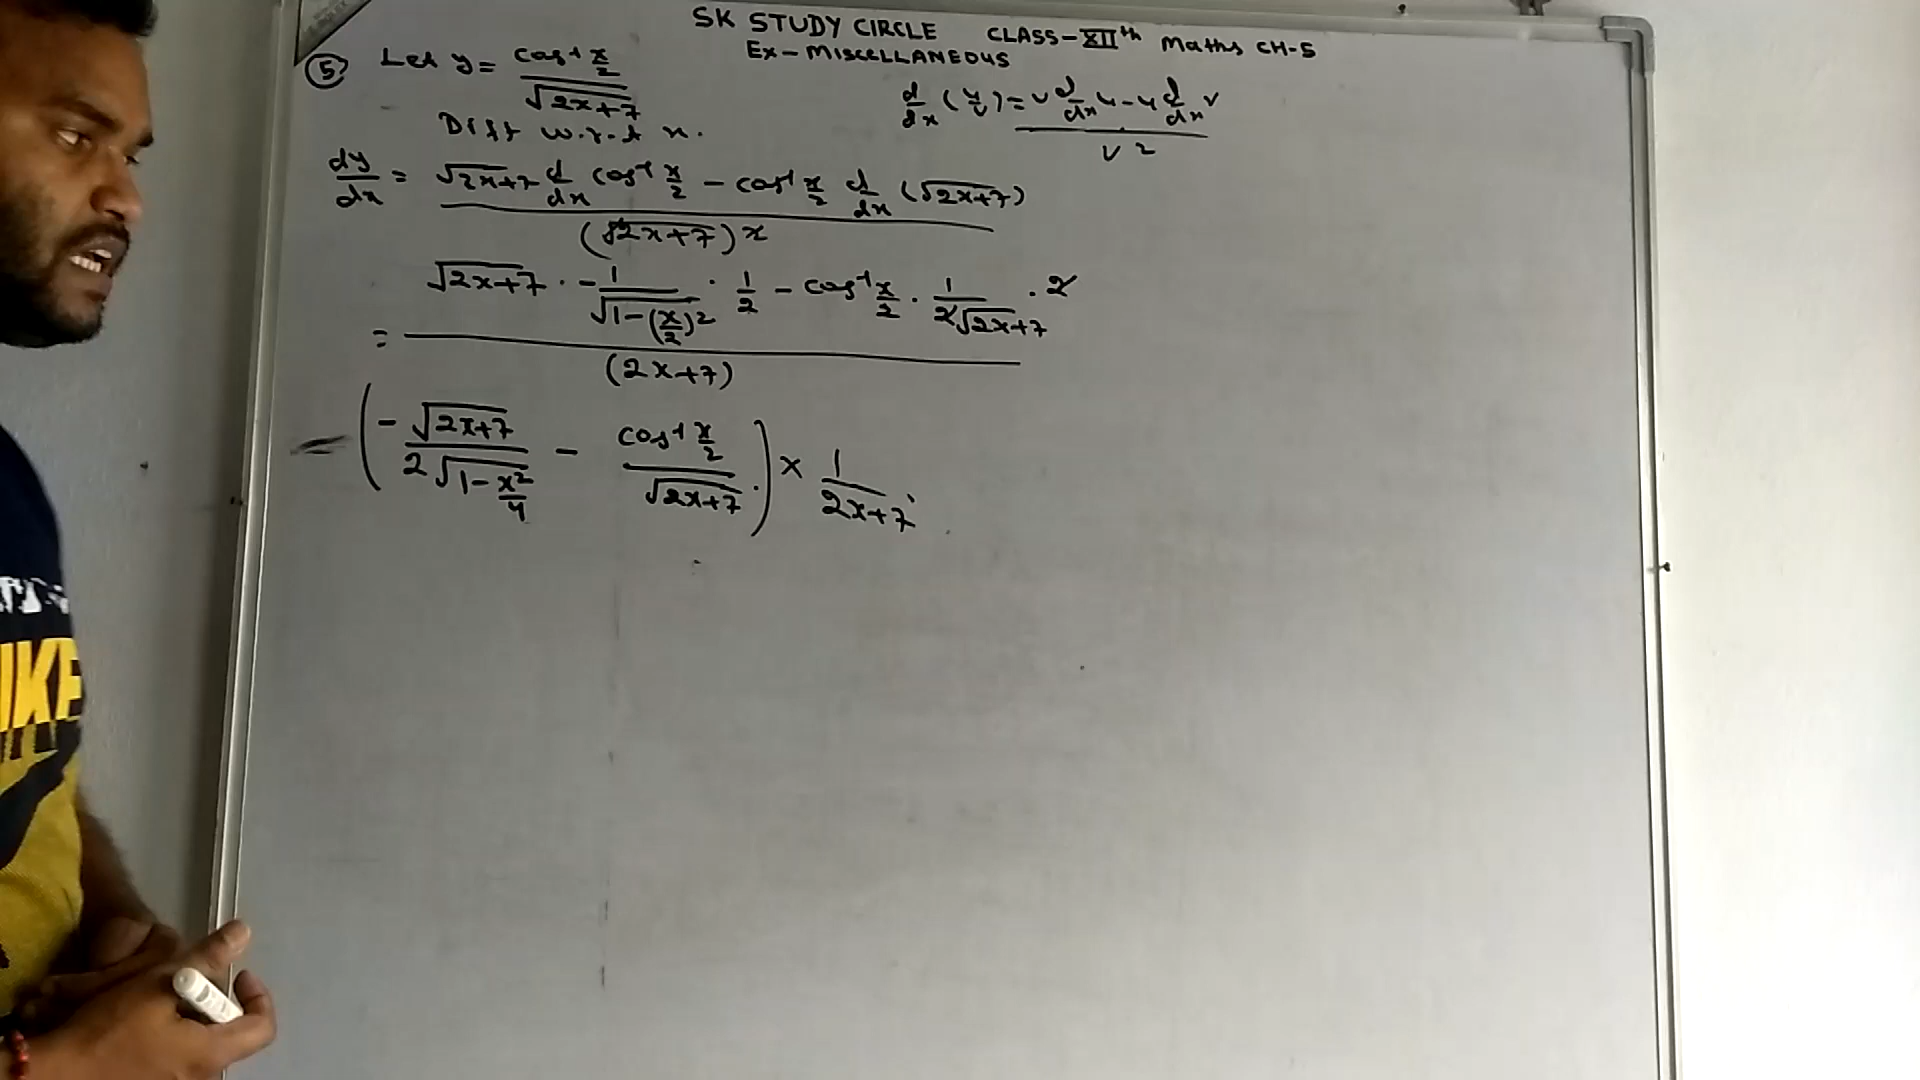 SK STUDY CIRCLE CLASS-XIIth Maths CH-5
Ex-MISCELLANEOUS
⑤ Let y = cos⁻¹ x/2 / √(2x+7)
Diff w.r.t x.
d/dx (u/v) = v d/dx u - u d/dx v / v²
dy/dx = √(2x+7) d/dx cos⁻¹ x/2 - cos⁻¹ x/2 d/dx (√(2x+7)) / (√(2x+7))²
= √(2x+7) · -1/√(1-(x/2)²) · 1/2 - cos⁻¹ x/2 · 1/(2√(2x+7)) · 2 / (2x+7)
= (-√(2x+7) / 2√(1-x²/4) - cos⁻¹ x/2 / √(2x+7)) × 1/(2x+7)
IKE